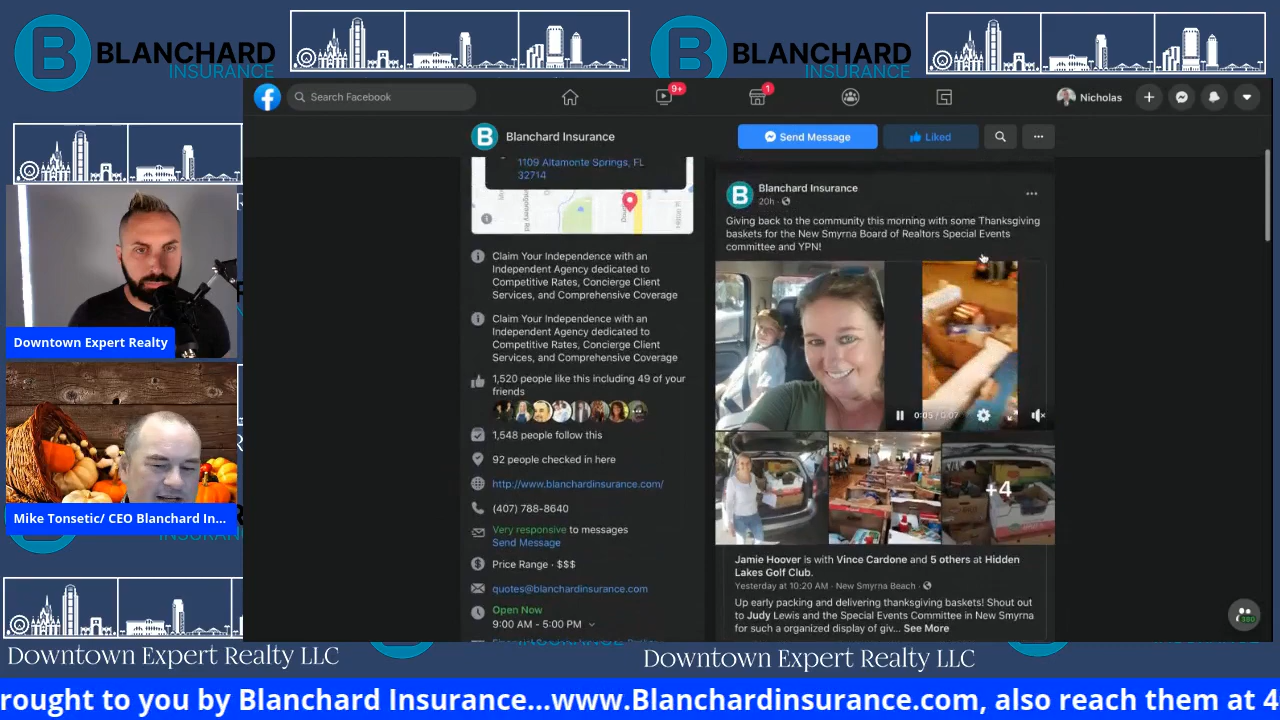 BLANCHARD
INSURANCE
BLANCHARD
INSURANCE
Search Facebook
9+
1
Nicholas
Blanchard Insurance
Send Message
Liked
1109 Altamonte Springs, FL
32714
Claim Your Independence with an
Independent Agency dedicated to
Competitive Rates, Concierge Client
Services, and Comprehensive Coverage
Claim Your Independence with an
Independent Agency dedicated to
Competitive Rates, Concierge Client
Services, and Comprehensive Coverage
1,520 people like this including 49 of your
friends
1,548 people follow this
92 people checked in here
http://www.blanchardinsurance.com/
(407) 788-8640
Very responsive to messages
Send Message
Price Range · $$$
quotes@blanchardinsurance.com
Open Now
9:00 AM - 5:00 PM
Blanchard Insurance
20h
Giving back to the community this morning with some Thanksgiving
baskets for the New Smyrna Board of Realtors Special Events
committee and YPN!
0:05 / 0:07
+4
Jamie Hoover is with Vince Cardone and 5 others at Hidden
Lakes Golf Club.
Yesterday at 10:20 AM · New Smyrna Beach
Up early packing and delivering thanksgiving baskets! Shout out
to Judy Lewis and the Special Events Committee in New Smyrna
for such a organized display of giv... See More
Downtown Expert Realty
Mike Tonsetic/ CEO Blanchard In...
Downtown Expert Realty LLC
Downtown Expert Realty LLC
rought to you by Blanchard Insurance...www.Blanchardinsurance.com, also reach them at 4